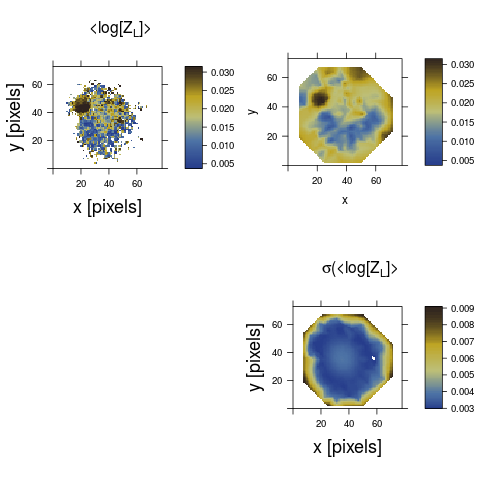 <log[Z_L]>
60
40
20
20 40 60
x [pixels]
y [pixels]
0.030
0.025
0.020
0.015
0.010
0.005
60
40
20
20 40 60
x
y
0.030
0.025
0.020
0.015
0.010
0.005
σ(<log[Z_L]>
60
40
20
20 40 60
x [pixels]
y [pixels]
0.009
0.008
0.007
0.006
0.005
0.004
0.003